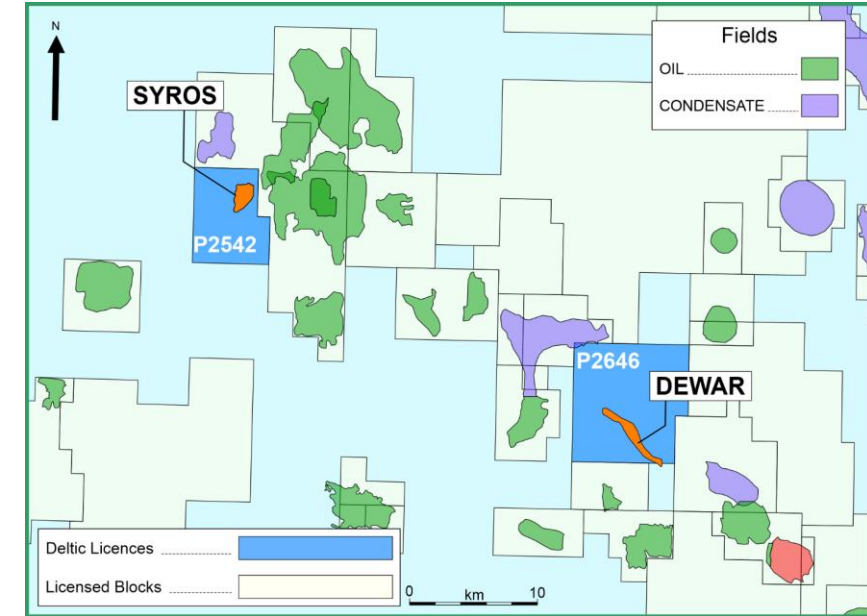 N
Fields
OIL
CONDENSATE
SYROS
P2542
P2646
DEWAR
Deltic Licences
Licensed Blocks
0 km 10